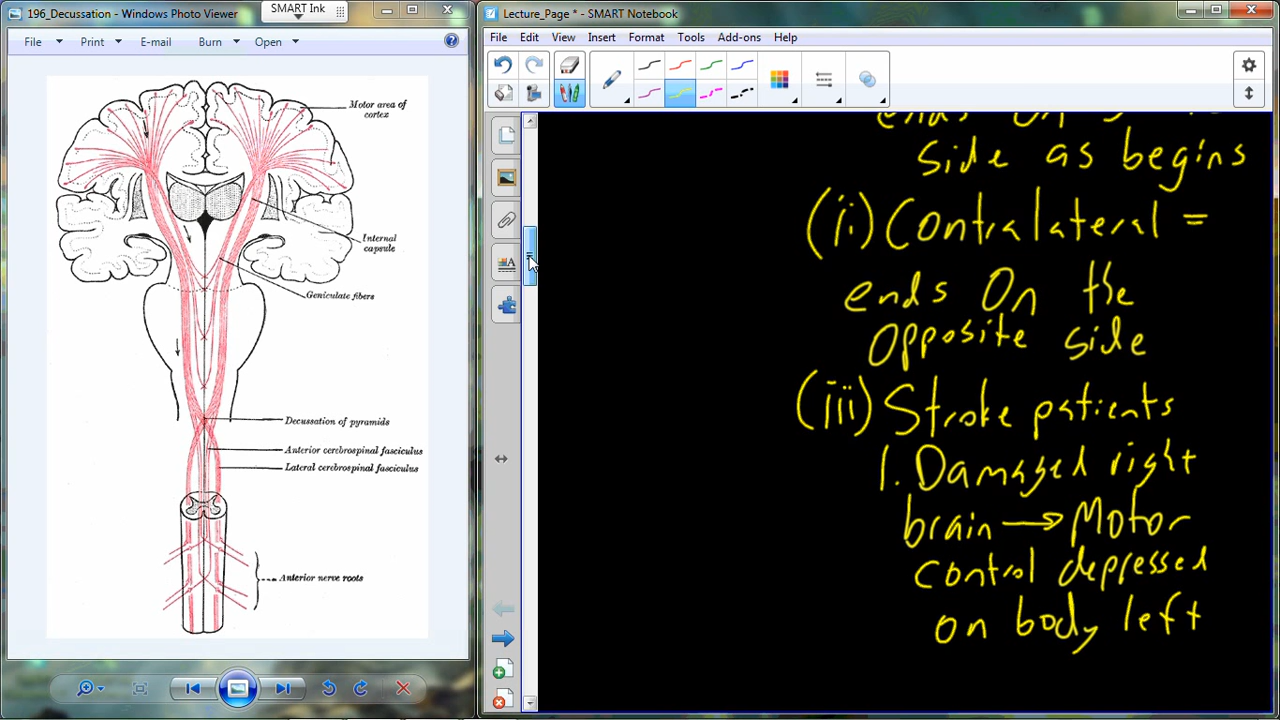 196_Decussation - Windows Photo Viewer
SMART Ink
File Print E-mail Burn Open
Motor area of
cortex
Internal
capsule
Geniculate fibers
Decussation of pyramids
Anterior cerebrospinal fasciculus
Lateral cerebrospinal fasciculus
Anterior nerve roots
Lecture_Page * - SMART Notebook
File Edit View Insert Format Tools Add-ons Help
ends on
side as begins
(ii) Contralateral =
ends On the
opposite side
(iii) Stroke patients
1. Damaged right
brain → Motor
control depressed
on body left